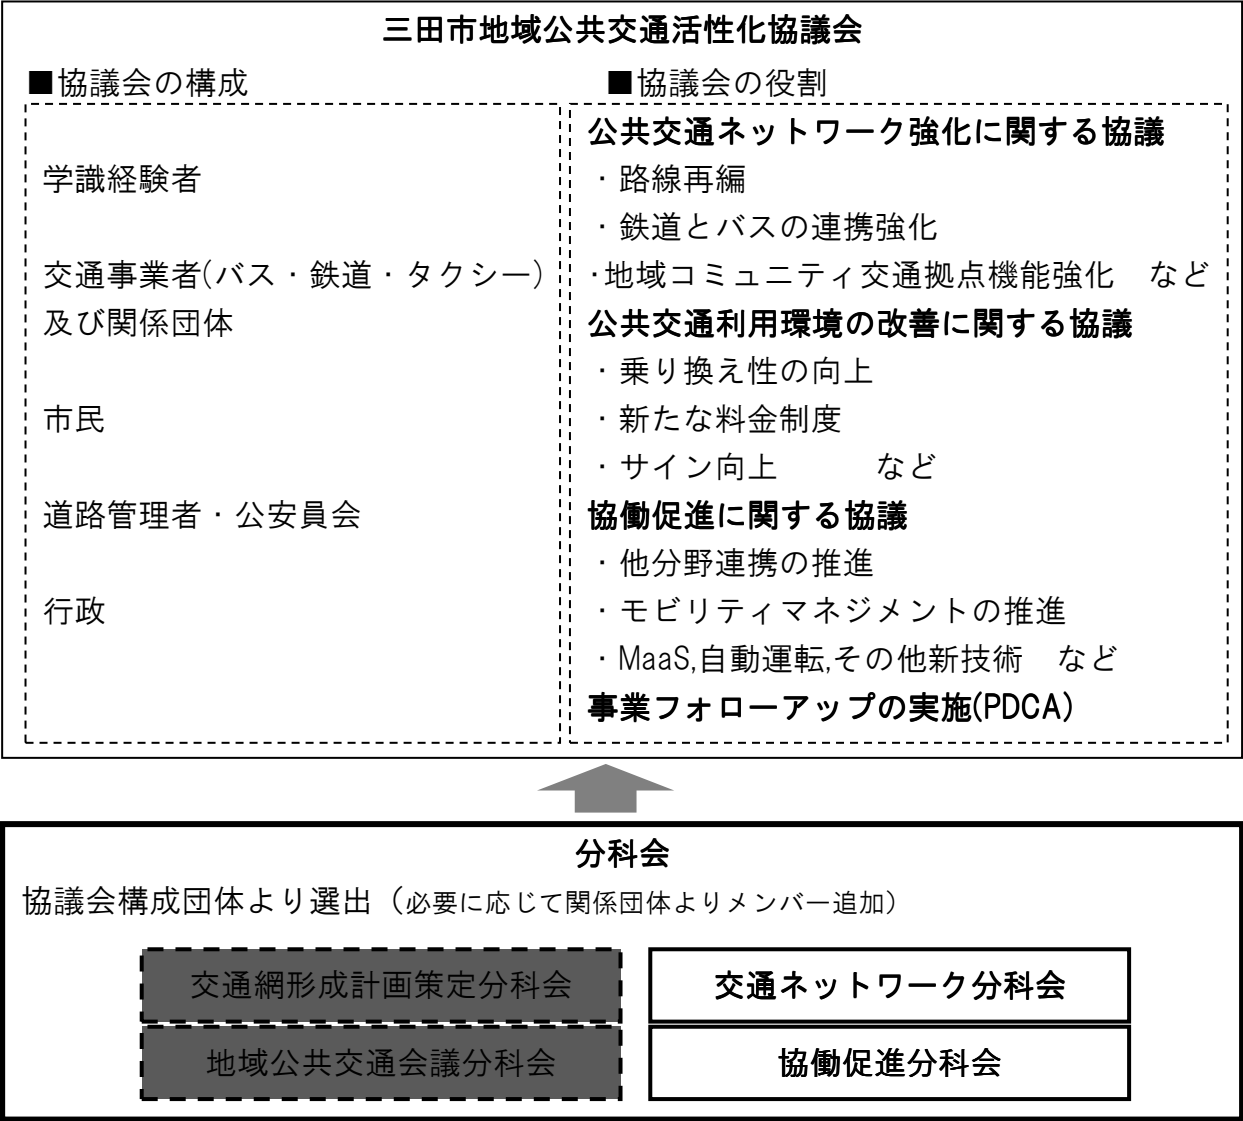 三田市地域公共交通活性化協議会
■協議会の構成
学識経験者
交通事業者(バス・鉄道・タクシー)
及び関係団体
市民
道路管理者・公安員会
行政
■協議会の役割
公共交通ネットワーク強化に関する協議
・路線再編
・鉄道とバスの連携強化
・地域コミュニティ交通拠点機能強化　など
公共交通利用環境の改善に関する協議
・乗り換え性の向上
・新たな料金制度
・サイン向上　　　など
協働促進に関する協議
・他分野連携の推進
・モビリティマネジメントの推進
・MaaS,自動運転,その他新技術　など
事業フォローアップの実施(PDCA)
分科会
協議会構成団体より選出（必要に応じて関係団体よりメンバー追加）
交通網形成計画策定分科会
交通ネットワーク分科会
地域公共交通会議分科会
協働促進分科会